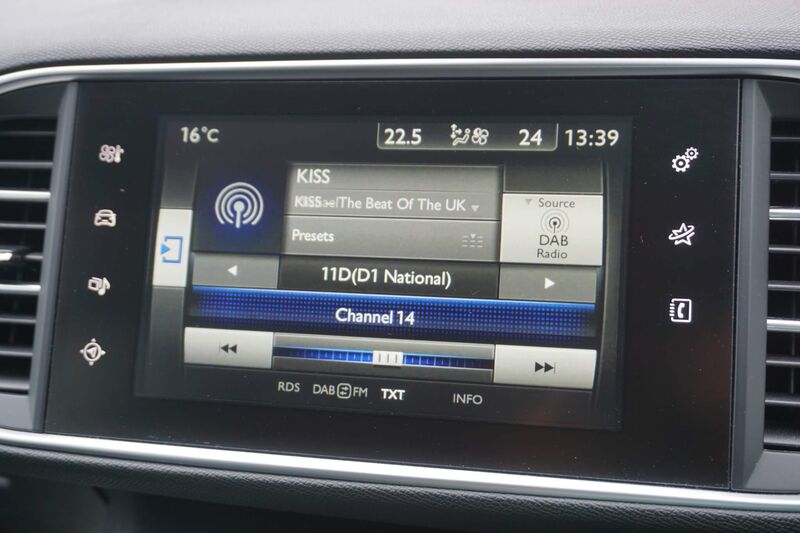 16°C 22.5 24 13:39
KISS
KISS - The Beat Of The UK
Source
DAB
Radio
Presets
11D(D1 National)
Channel 14
RDS DAB FM TXT INFO